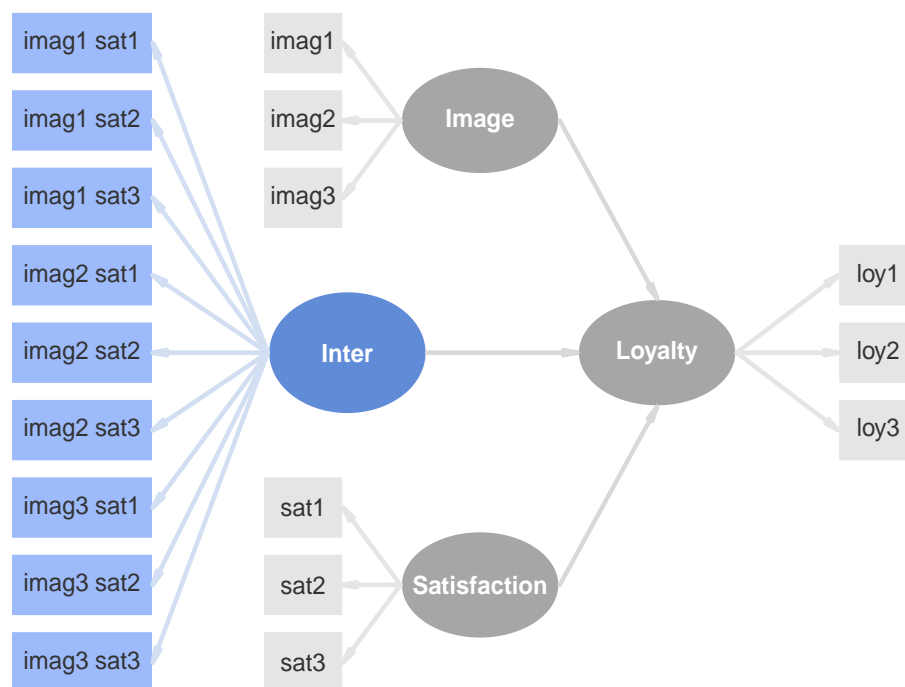 imag1 sat1
imag1 sat2
imag1 sat3
imag2 sat1
imag2 sat2
imag2 sat3
imag3 sat1
imag3 sat2
imag3 sat3
imag1
imag2
imag3
Image
Inter
Loyalty
loy1
loy2
loy3
sat1
sat2
sat3
Satisfaction